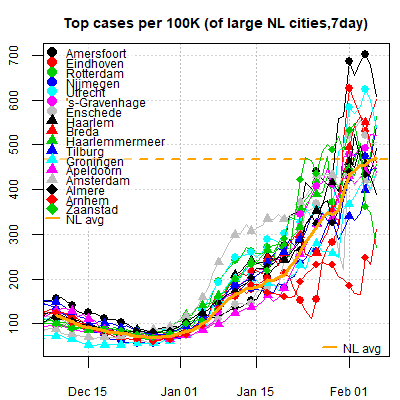 Top cases per 100K (of large NL cities,7day)
700
600
500
400
300
200
100
Amersfoort
Eindhoven
Rotterdam
Nijmegen
Utrecht
's-Gravenhage
Enschede
Haarlem
Breda
Haarlemmermeer
Tilburg
Groningen
Apeldoorn
Amsterdam
Almere
Arnhem
Zaanstad
NL avg
NL avg
Dec 15
Jan 01
Jan 15
Feb 01